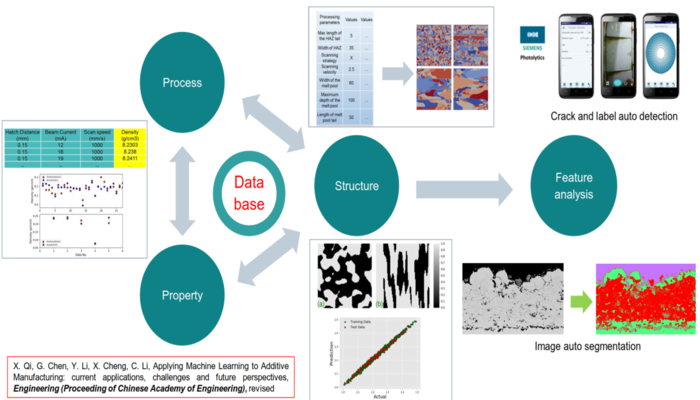 Process
Structure
Property
Data
base
Feature
analysis
Processing
parameters
Values
Values
Max. length of
the HAZ tail
5
...
Width of HAZ
35
...
Scanning
strategy
X
...
Scanning
velocity
2.5
...
Width of the
melt pool
60
...
Maximum
depth of the
melt pool
100
...
Length of melt
pool tail
...
SIEMENS
Photolytics
Crack and label auto detection
Hatch Distance
(mm)
Beam Current
(mA)
Scan speed
(mm/s)
Density
(g/cm3)
0.15 12 1000 8.2303
0.15 16 1000 8.238
0.15 19 1000 8.2411
(a)
(b)
Training Data
Test Data
Prediction
Actual
Image auto segmentation
X. Qi, G. Chen, Y. Li, X. Cheng, C. Li, Applying Machine Learning to Additive
Manufacturing: current applications, challenges and future perspectives,
Engineering (Proceeding of Chinese Academy of Engineering), revised